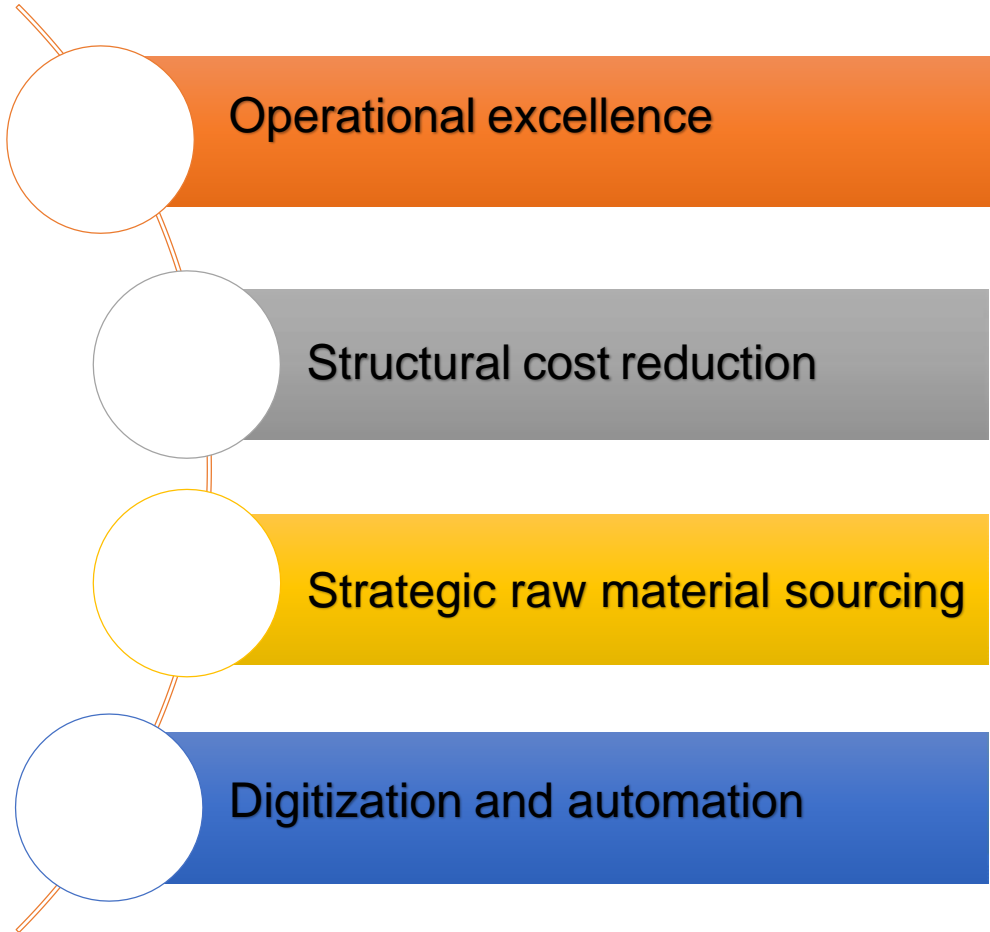 Operational excellence
Structural cost reduction
Strategic raw material sourcing
Digitization and automation